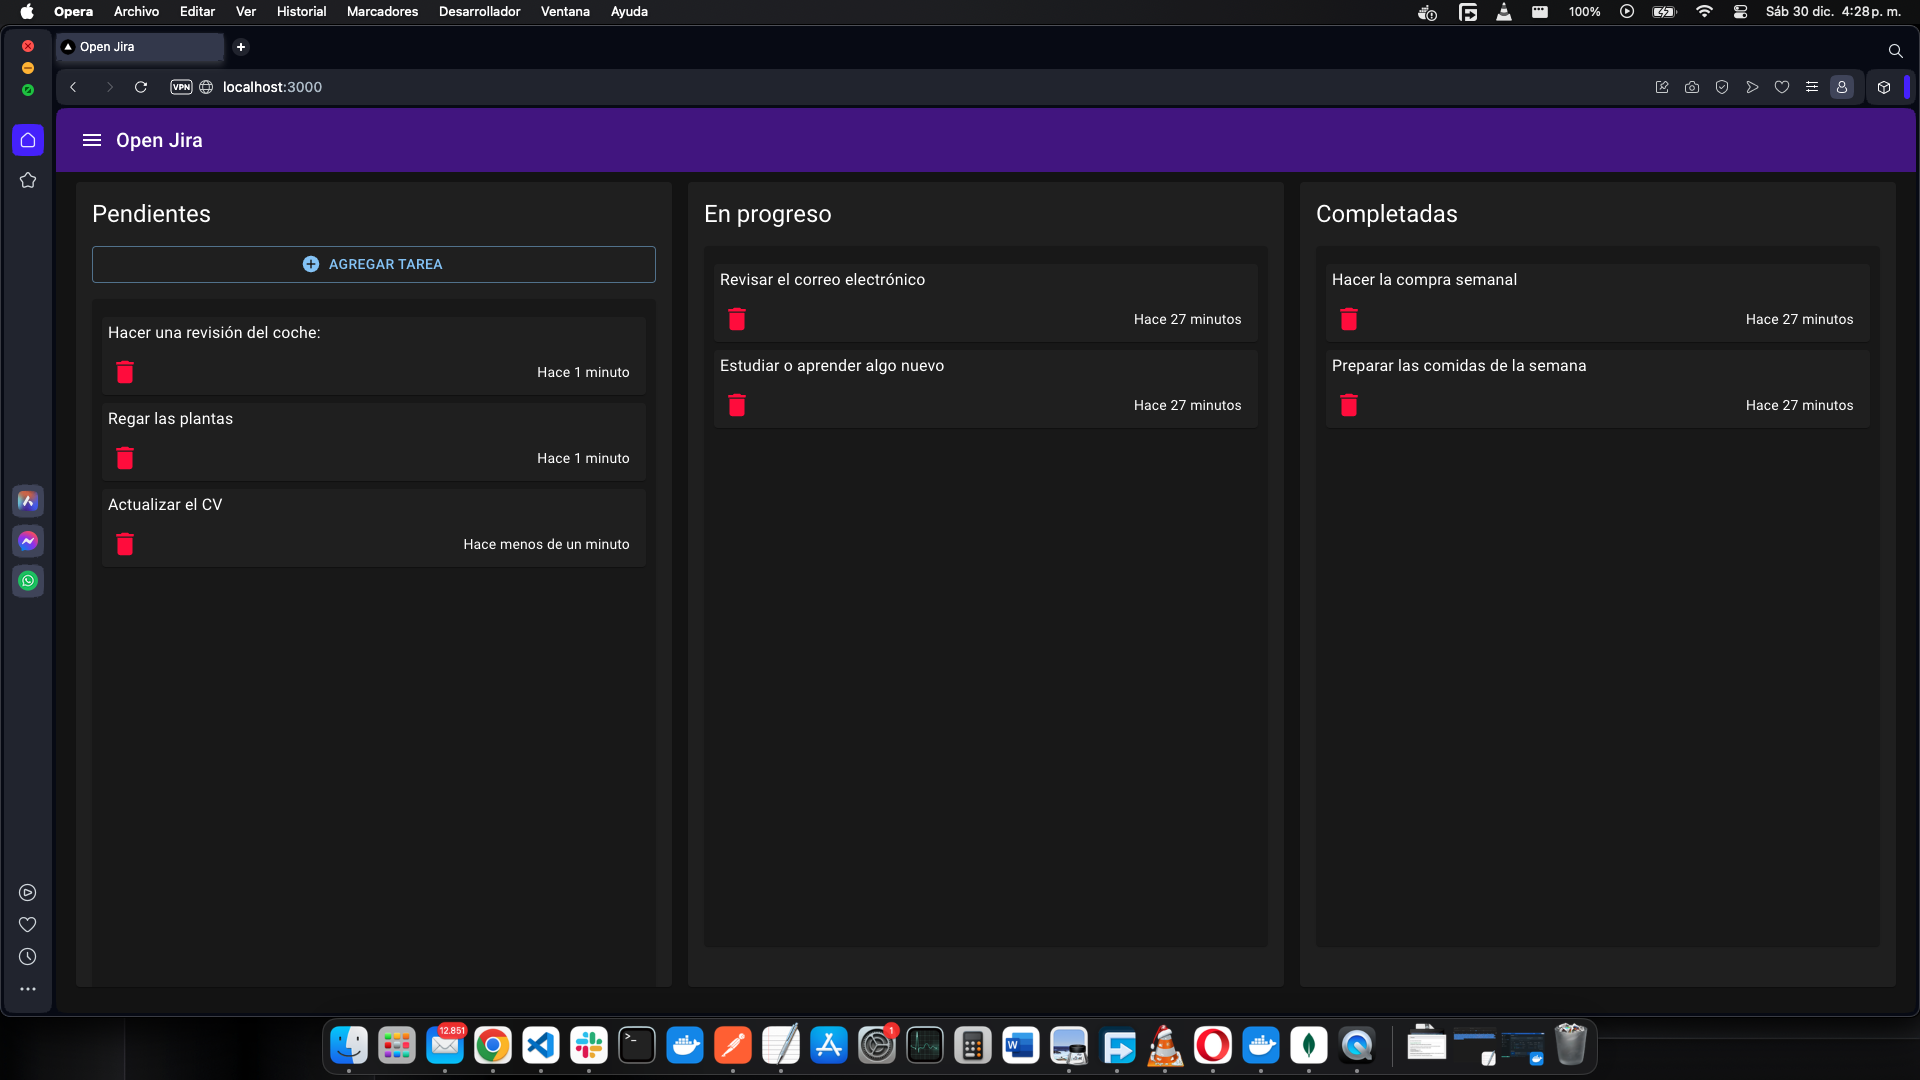 Opera Archivo Editar Ver Historial Marcadores Desarrollador Ventana Ayuda 100% Sáb 30 dic. 4:28 p. m.
Open Jira
VPN localhost:3000
Open Jira
Pendientes
AGREGAR TAREA
Hacer una revisión del coche:
Hace 1 minuto
Regar las plantas
Hace 1 minuto
Actualizar el CV
Hace menos de un minuto
En progreso
Revisar el correo electrónico
Hace 27 minutos
Estudiar o aprender algo nuevo
Hace 27 minutos
Completadas
Hacer la compra semanal
Hace 27 minutos
Preparar las comidas de la semana
Hace 27 minutos
12.851
1